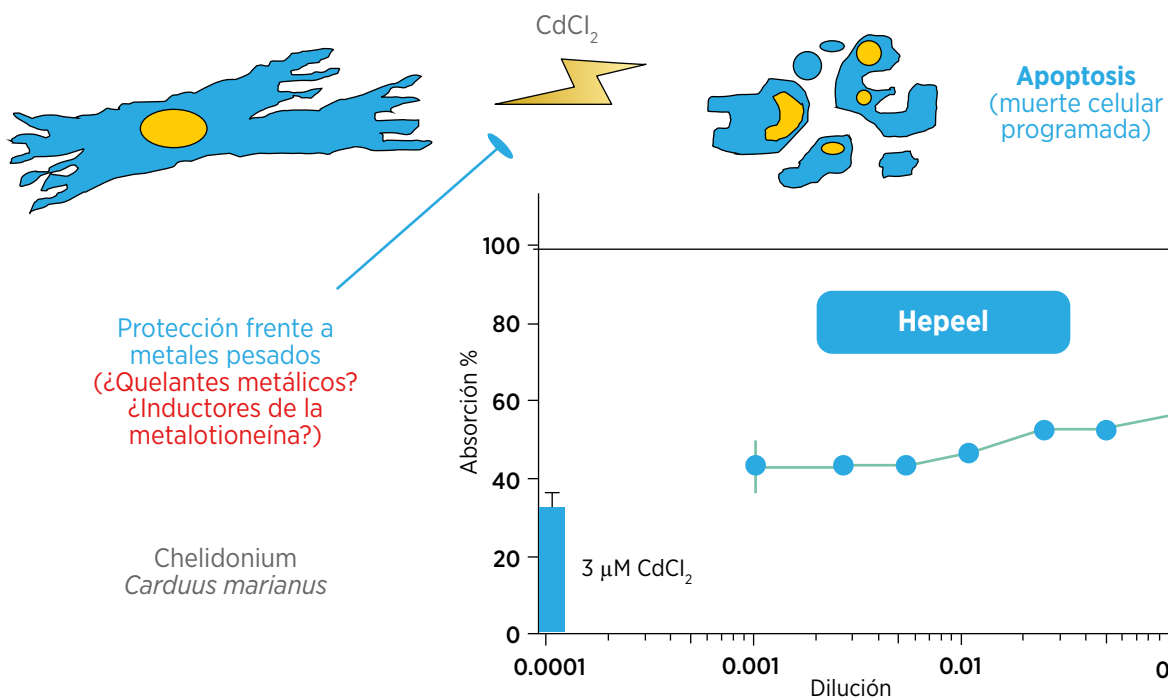 CdCl₂
Apoptosis
(muerte celular
programada)
Protección frente a
metales pesados
(¿Quelantes metálicos?
¿Inductores de la
metalotioneína?)
Chelidonium
Carduus marianus
Absorción %
100
80
60
40
20
0
Hepeel
3 μM CdCl₂
0.0001
0.001
0.01
0
Dilución